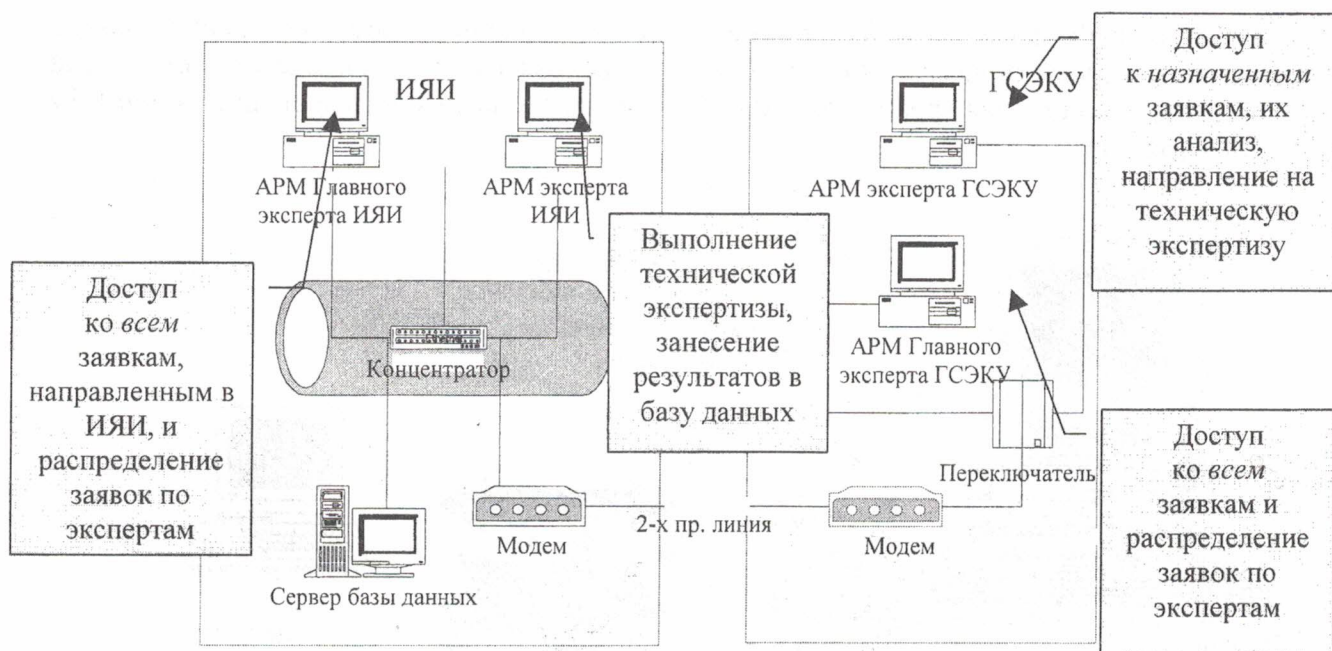 ИЯИ
АРМ Главного
эксперта ИЯИ
АРМ эксперта
ИЯИ
Доступ
ко всем
заявкам,
направленным в
ИЯИ, и
распределение
заявок по
экспертам
Концентратор
Сервер базы данных
Модем
2-х пр. линия
Выполнение
технической
экспертизы,
занесение
результатов в
базу данных
ГСЭКУ
АРМ эксперта ГСЭКУ
АРМ Главного
эксперта ГСЭКУ
Переключатель
Модем
Доступ
к назначенным
заявкам, их
анализ,
направление на
техническую
экспертизу
Доступ
ко всем
заявкам и
распределение
заявок по
экспертам